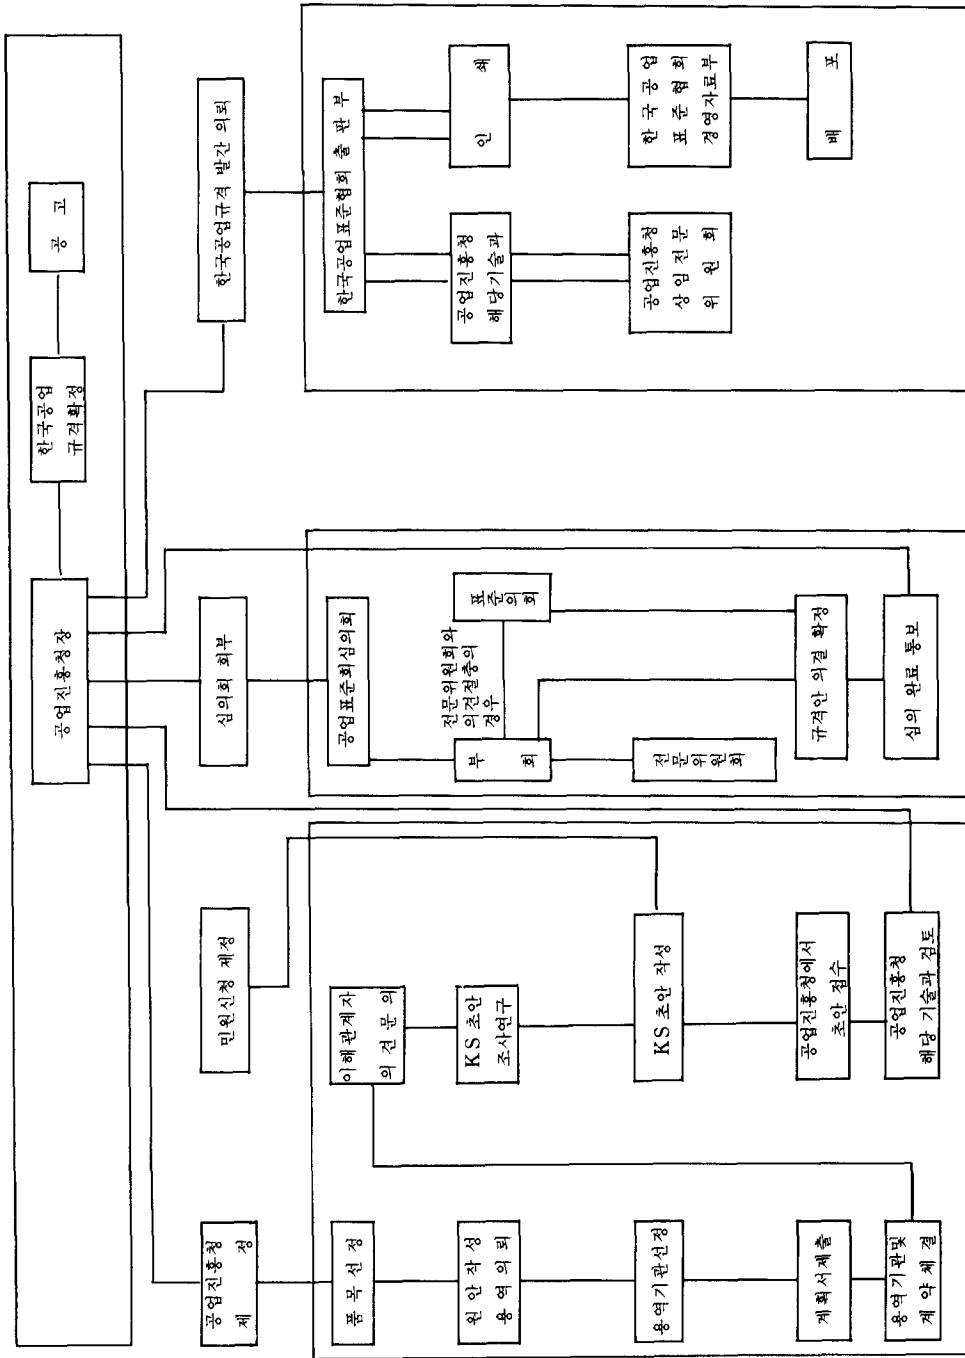 공업진흥청장
한국공업
규격확정
공 고
공업진흥청
제 정
민원신청 제정
심의회 회부
한국공업규격 발간 의뢰
품 목 선 정
원 안 작 성
용 역 의 뢰
용역기관선정
계획서제출
용역기관및
계 약 체 결
이해관계자
의 견 문 의
KS 초안
조사연구
KS 초안 작성
공업진흥청에서
초안 접수
공업진흥청
해당 기술과 검토
공업표준회심의회
부 회
전문위원회와
의견절충의
경우
표준의회
전문위원회
규격안 의결 확정
심의 완료 통보
한국공업표준협회 출 판 부
공업진흥청
해당기술과
공업진흥청
상임전문
위 원 회
인 쇄
한국공업
표준협회
경영자료부
배 포